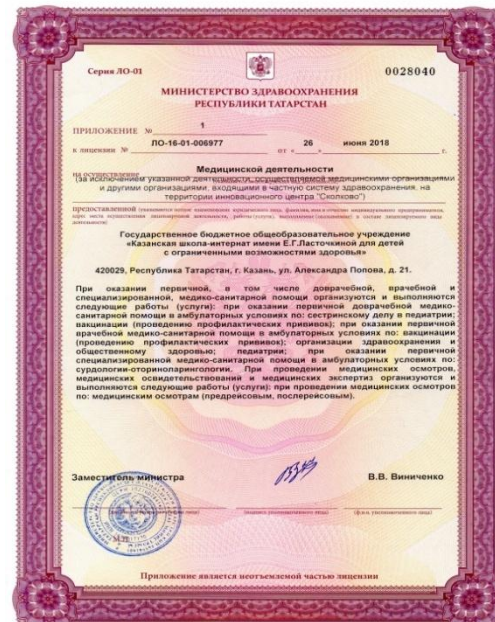 Серия ЛО-01
0028040
МИНИСТЕРСТВО ЗДРАВООХРАНЕНИЯ
РЕСПУБЛИКИ ТАТАРСТАН
ПРИЛОЖЕНИЕ № 1
к лицензии № ЛО-16-01-006977 от « 26 » июня 2018 г.
на осуществление Медицинской деятельности
(за исключением указанной деятельности, осуществляемой медицинскими организациями
и другими организациями, входящими в частную систему здравоохранения, на
территории инновационного центра "Сколково")
предоставленной
Государственное бюджетное общеобразовательное учреждение
«Казанская школа-интернат имени Е.Г.Ласточкиной для детей
с ограниченными возможностями здоровья»
420029, Республика Татарстан, г. Казань, ул. Александра Попова, д. 21.
При оказании первичной, в том числе доврачебной, врачебной и
специализированной, медико-санитарной помощи организуются и выполняются
следующие работы (услуги): при оказании первичной доврачебной медико-
санитарной помощи в амбулаторных условиях по: сестринскому делу в педиатрии;
вакцинации (проведению профилактических прививок); при оказании первичной
врачебной медико-санитарной помощи в амбулаторных условиях по: вакцинации
(проведению профилактических прививок); организации здравоохранения и
общественному здоровью; педиатрии; при оказании первичной
специализированной медико-санитарной помощи в амбулаторных условиях по:
сурдологии-оториноларингологии. При проведении медицинских осмотров,
медицинских освидетельствований и медицинских экспертиз организуются и
выполняются следующие работы (услуги): при проведении медицинских осмотров
по: медицинским осмотрам (предрейсовым, послерейсовым).
Заместитель министра
В.В. Виниченко
(подпись уполномоченного лица)
(ф.и.о. уполномоченного лица)
Приложение является неотъемлемой частью лицензии